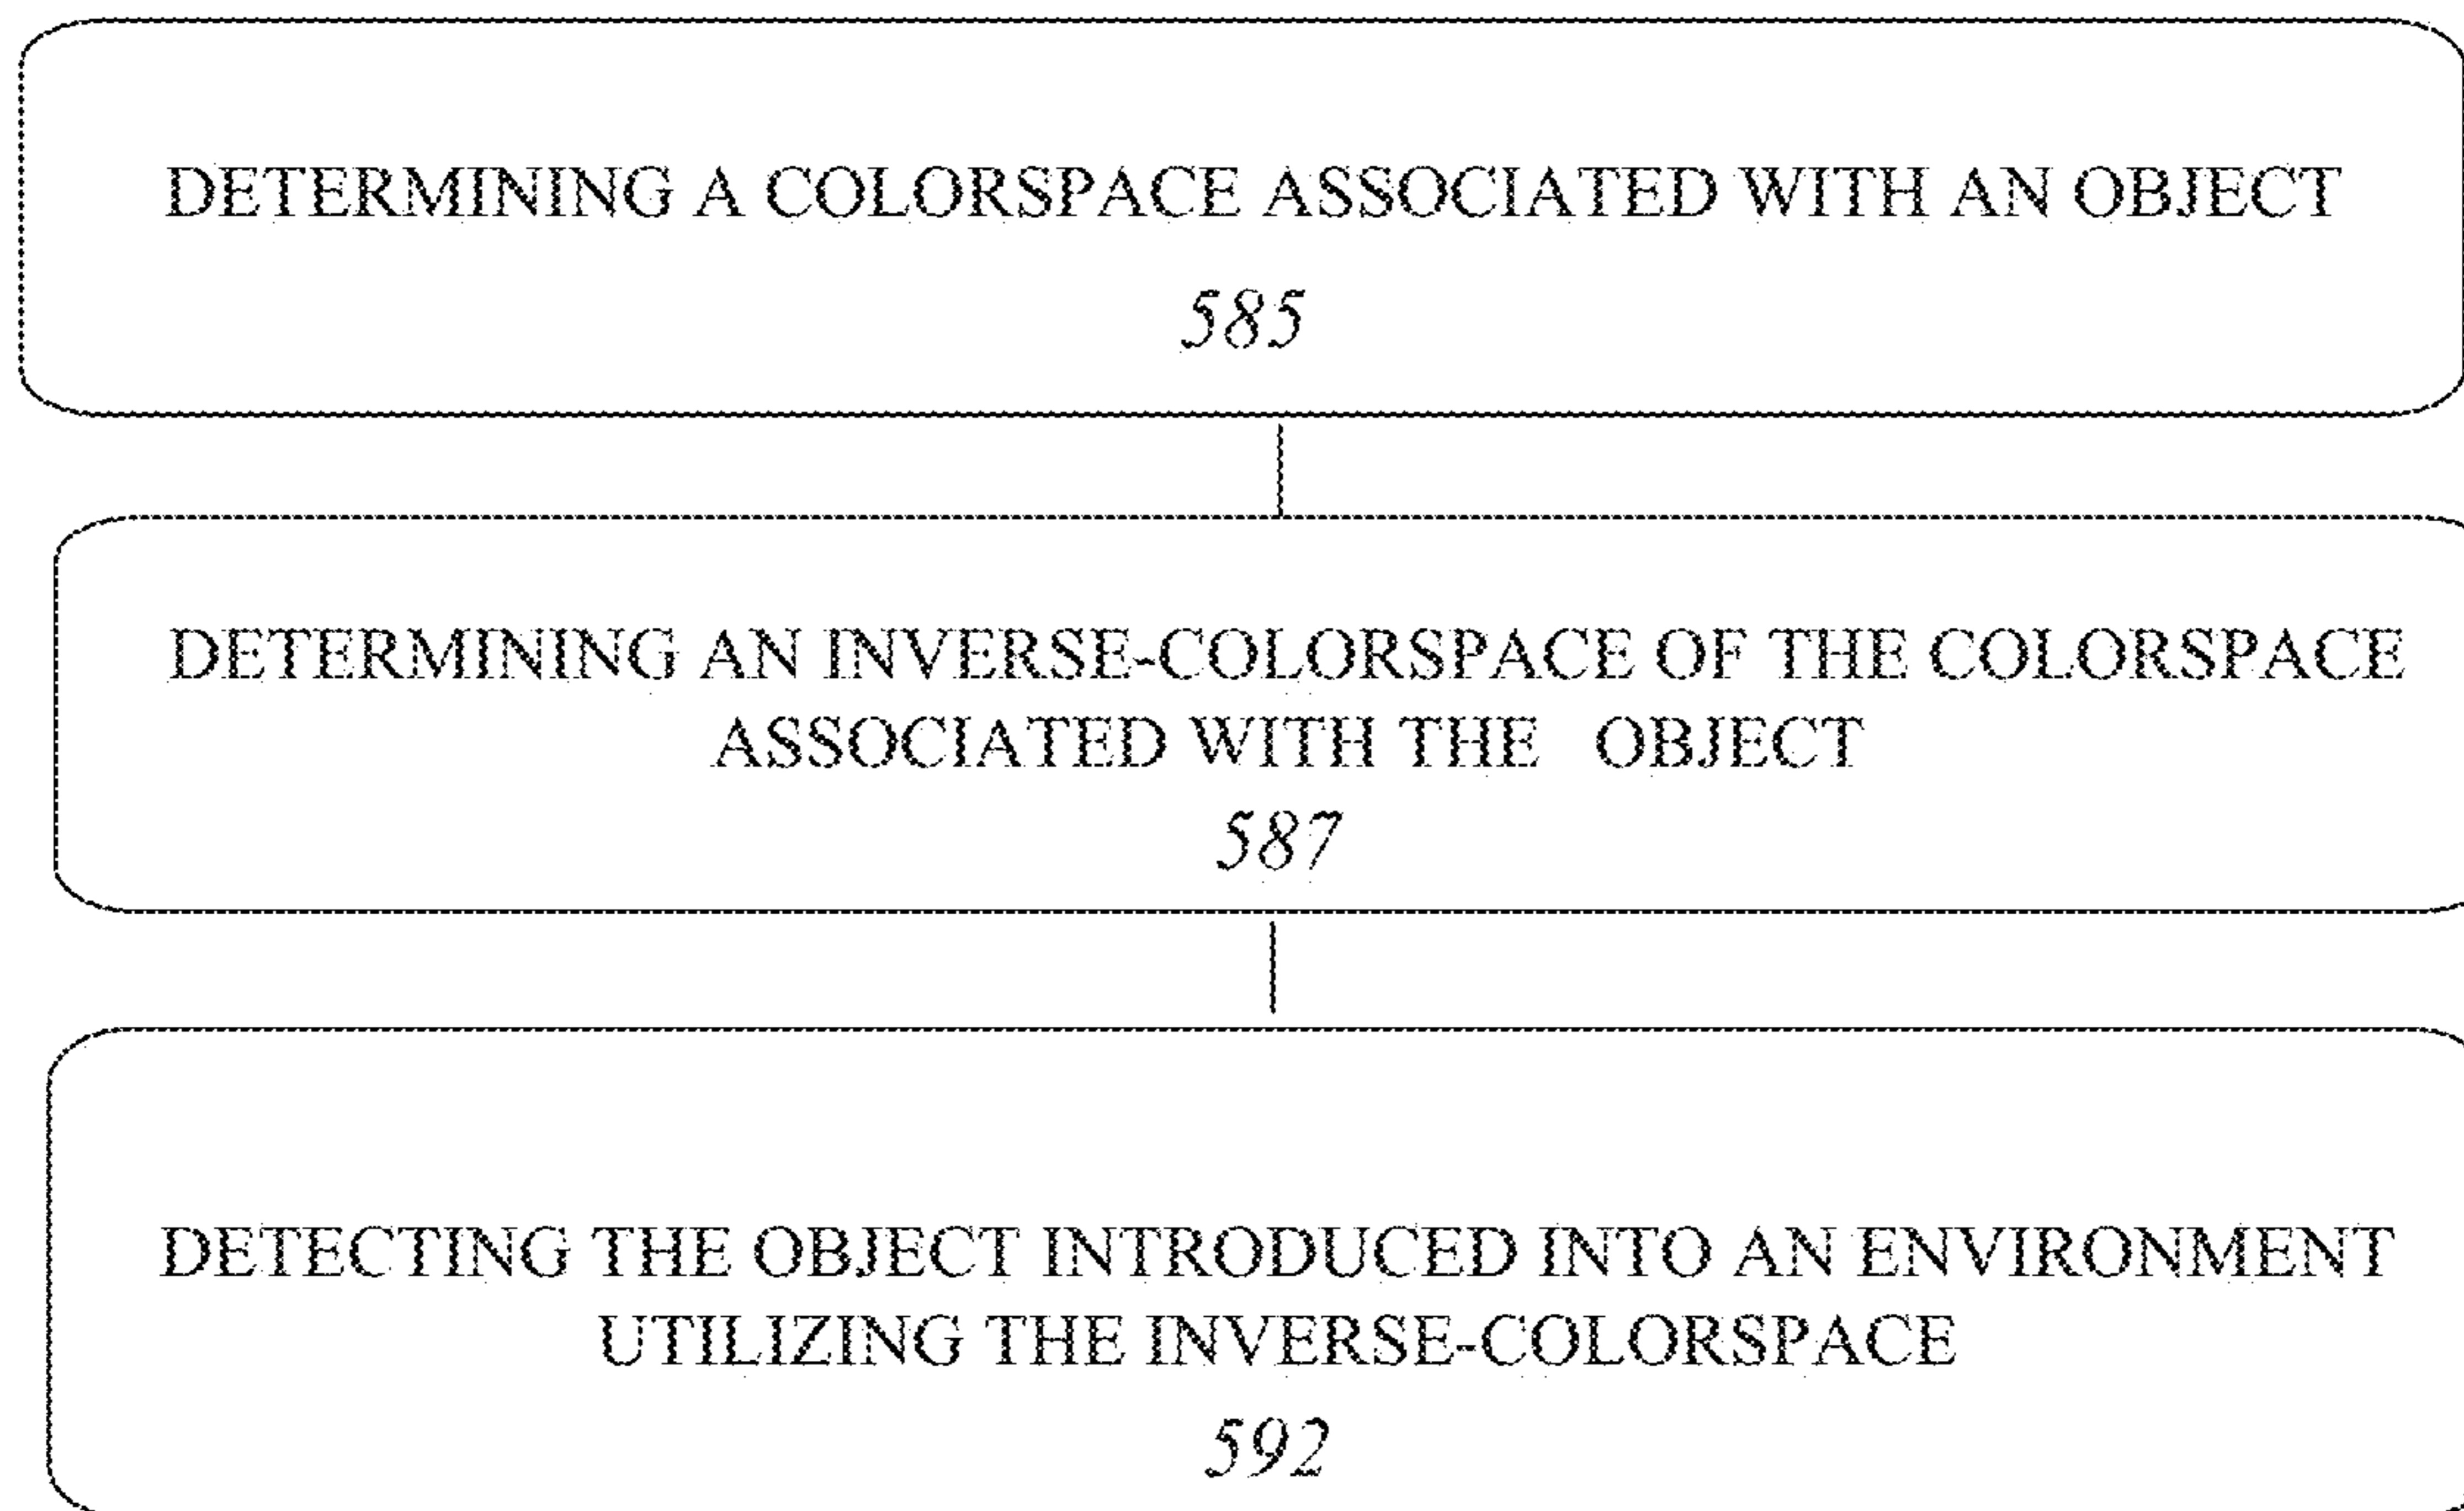 DETERMINING A COLORSPACE ASSOCIATED WITH AN OBJECT
585
DETERMINING AN INVERSE-COLORSPACE OF THE COLORSPACE
ASSOCIATED WITH THE OBJECT
587
DETECTING THE OBJECT INTRODUCED INTO AN ENVIRONMENT
UTILIZING THE INVERSE-COLORSPACE
592